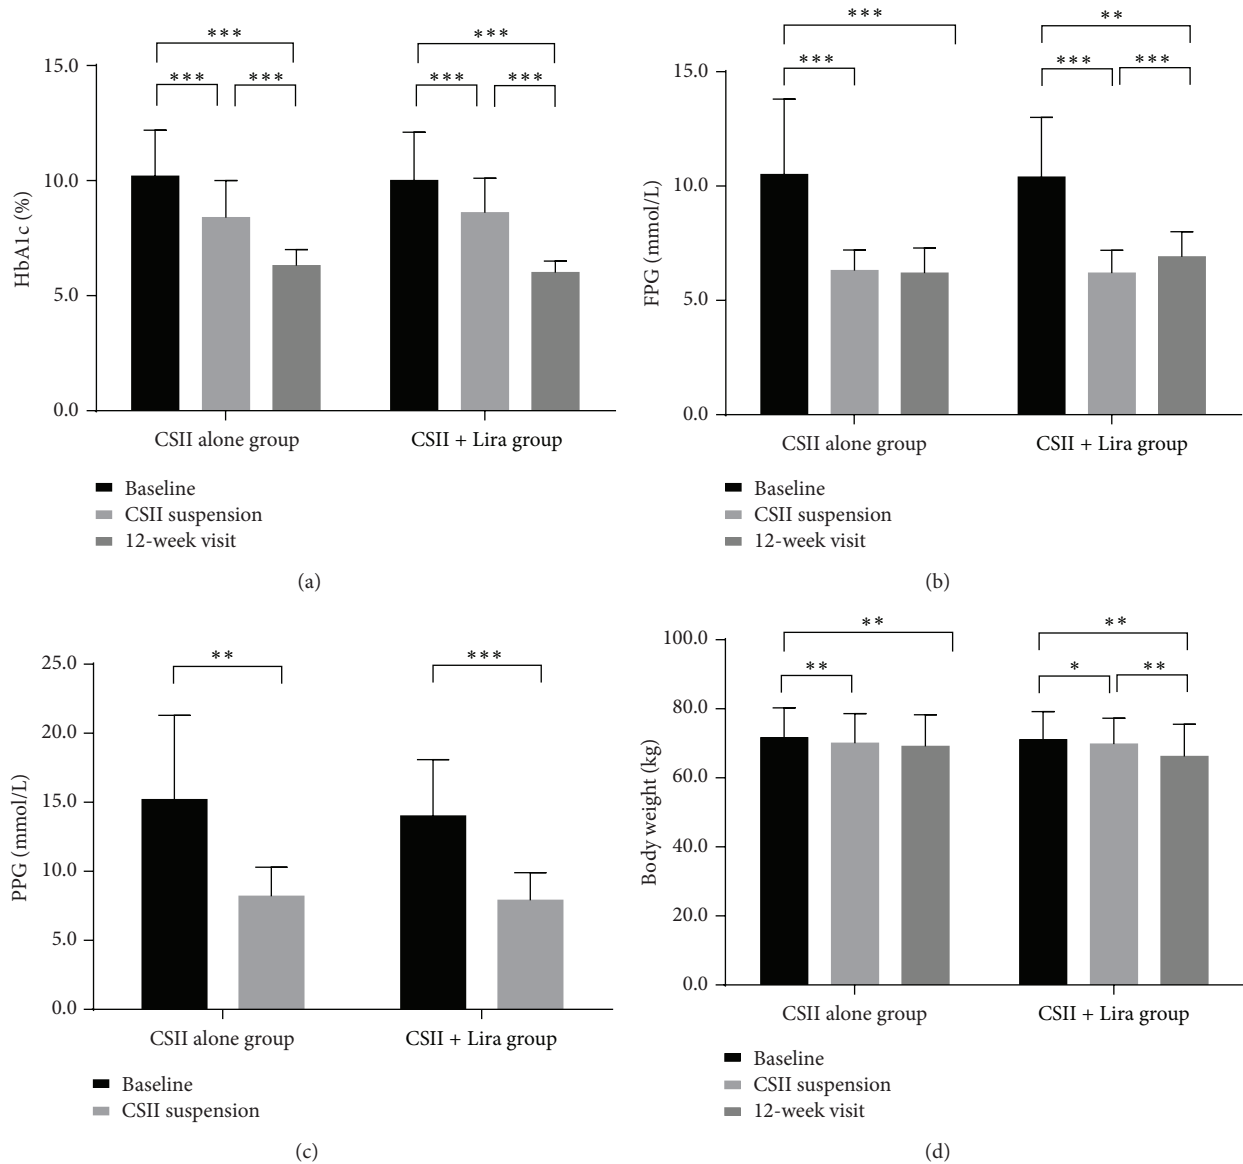 ***
***
***
***
***
***
15.0
10.0
5.0
0.0
HbA1c (%)
CSII alone group
CSII + Lira group
Baseline
CSII suspension
12-week visit
(a)
***
**
***
***
***
15.0
10.0
5.0
0.0
FPG (mmol/L)
CSII alone group
CSII + Lira group
Baseline
CSII suspension
12-week visit
(b)
**
***
25.0
20.0
15.0
10.0
5.0
0.0
PPG (mmol/L)
CSII alone group
CSII + Lira group
Baseline
CSII suspension
(c)
**
**
**
*
**
100.0
80.0
60.0
40.0
20.0
0.0
Body weight (kg)
CSII alone group
CSII + Lira group
Baseline
CSII suspension
12-week visit
(d)